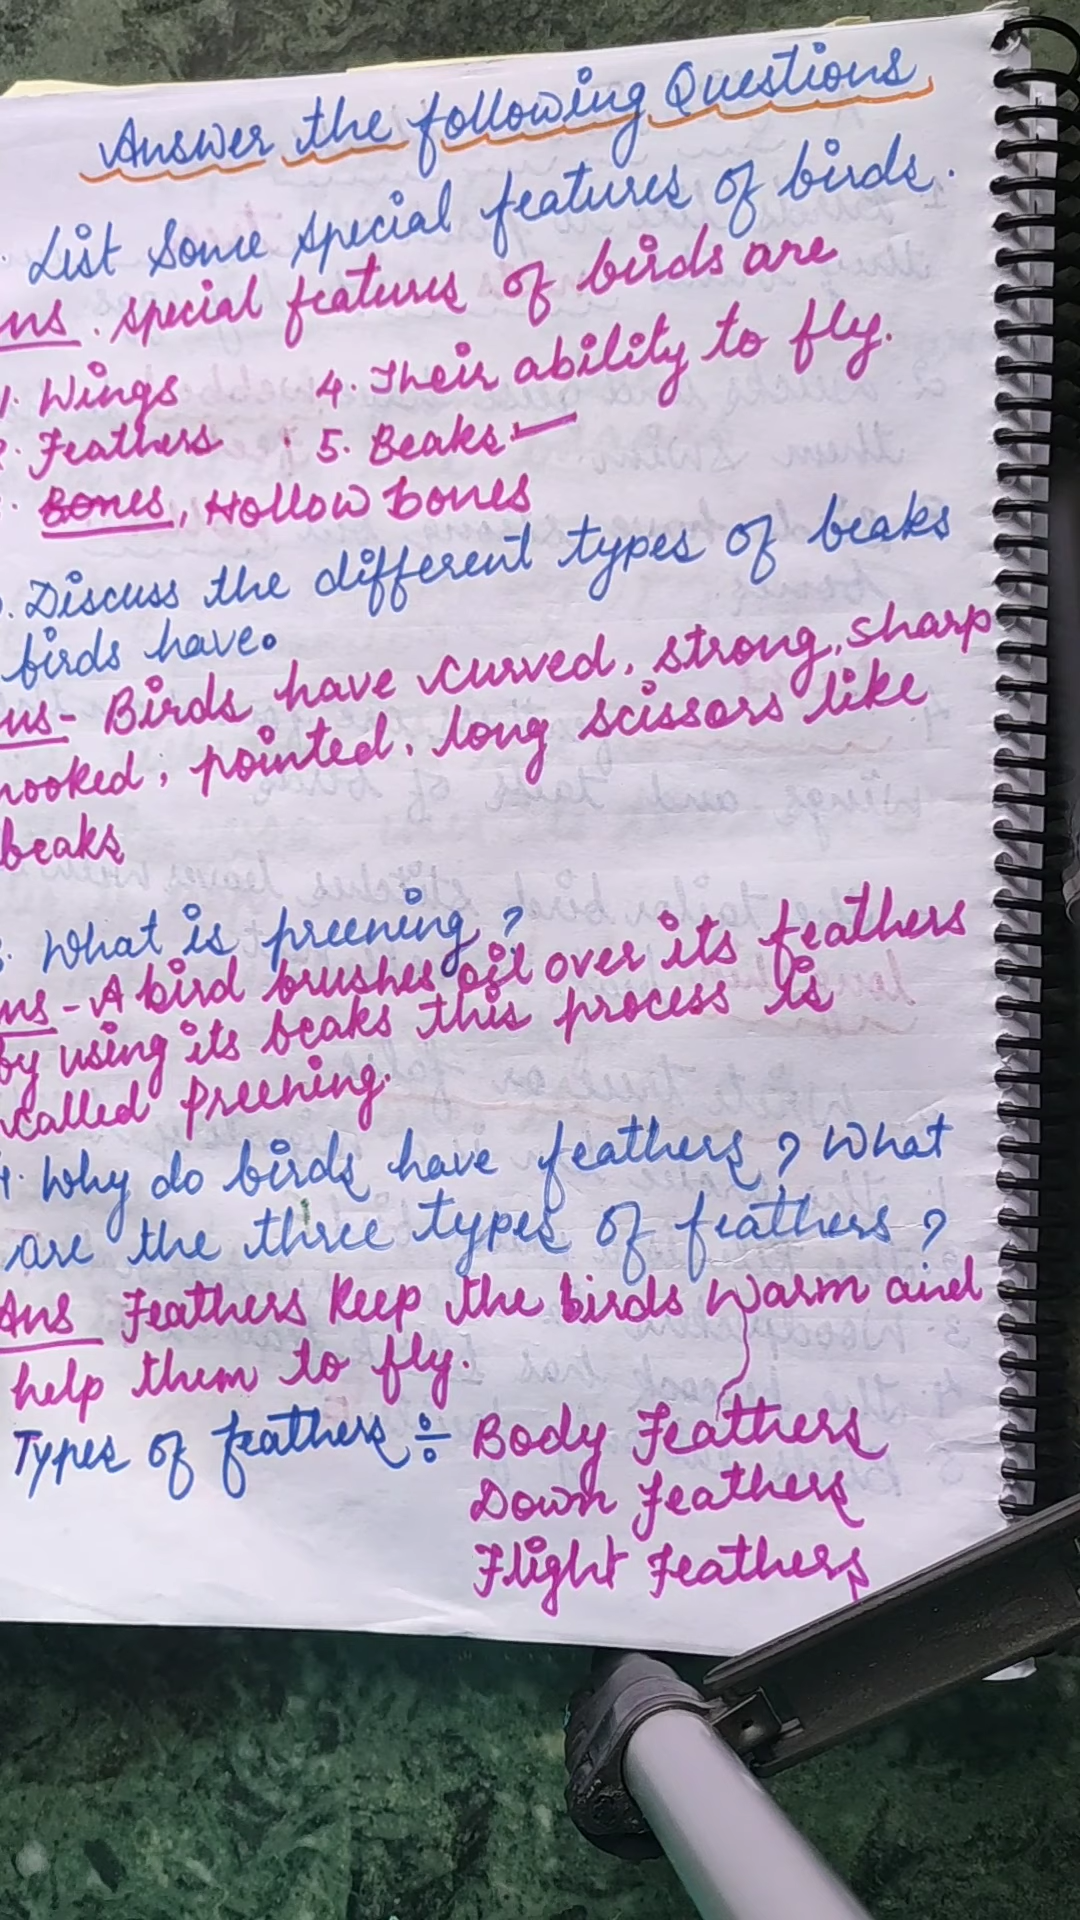 Answer the following Questions
List Some special features of birds.
ns. special features of birds are
1. Wings 4. Their ability to fly.
2. Feathers 5. Beaks.
Bones, Hollow bones
. Discuss the different types of beaks
birds have.
ns- Birds have curved, strong, sharp
hooked, pointed, long scissors like
beaks
3. What is preening?
ns - A bird brushes oil over its feathers
by using its beaks this process is
called Preening.
4. Why do birds have feathers? What
are the three types of feathers?
Ans Feathers Keep the birds warm and
help them to fly.
Types of feathers ÷ Body Feathers
Down feathers
Flight Feathers